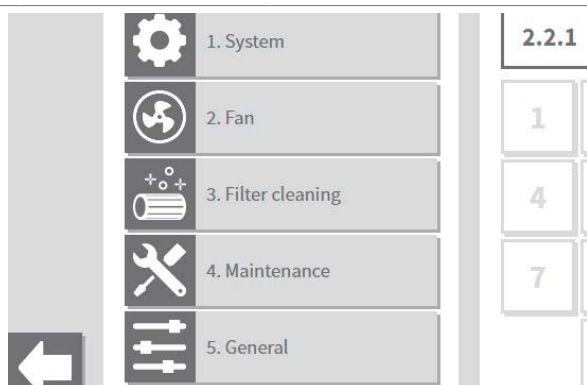 1. System
2. Fan
3. Filter cleaning
4. Maintenance
5. General
2.2.1
1
4
7